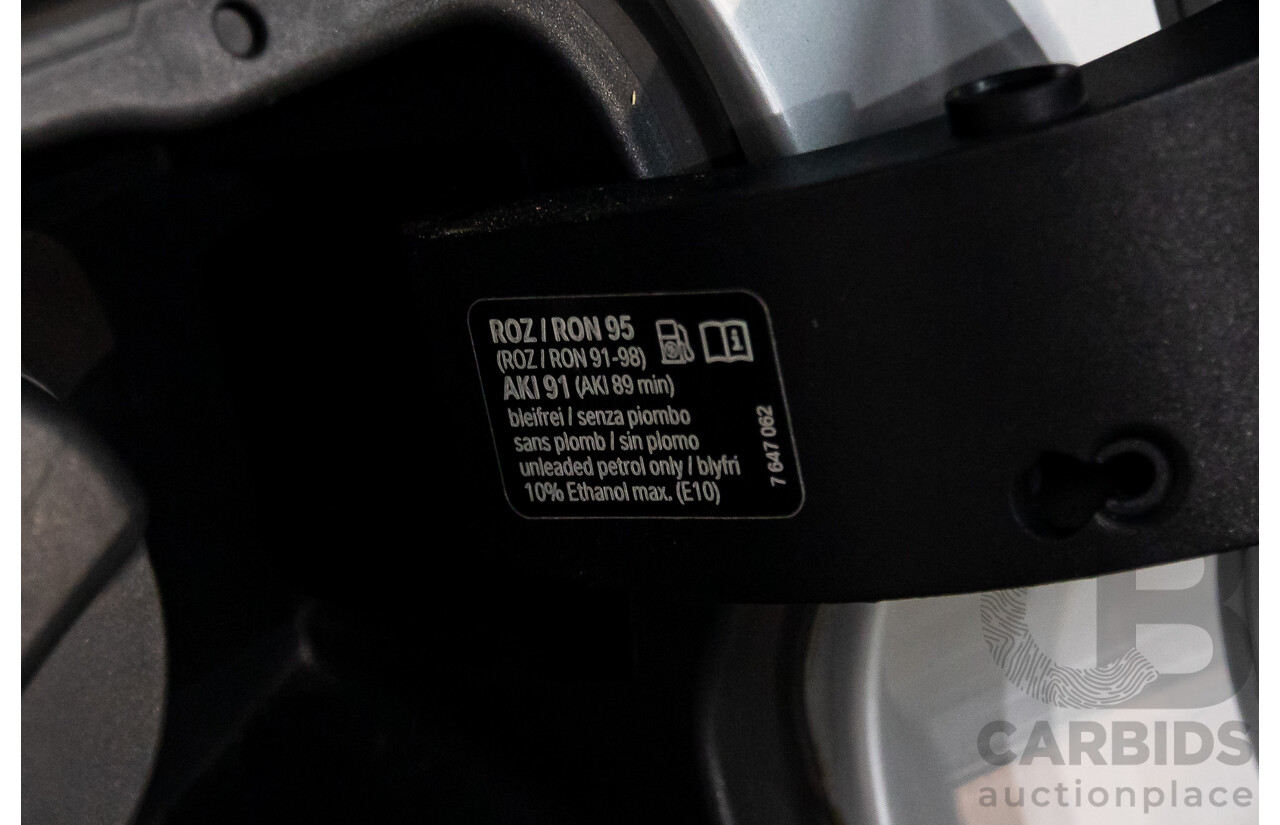 ROZ / RON 95
(ROZ / RON 91-98)
AKI 91 (AKI 89 min)
bleifrei / senza piombo
sans plomb / sin plomo
unleaded petrol only / blyfri
10% Ethanol max. (E10)
7 647 062
CB
CARBIDS
auctionplace